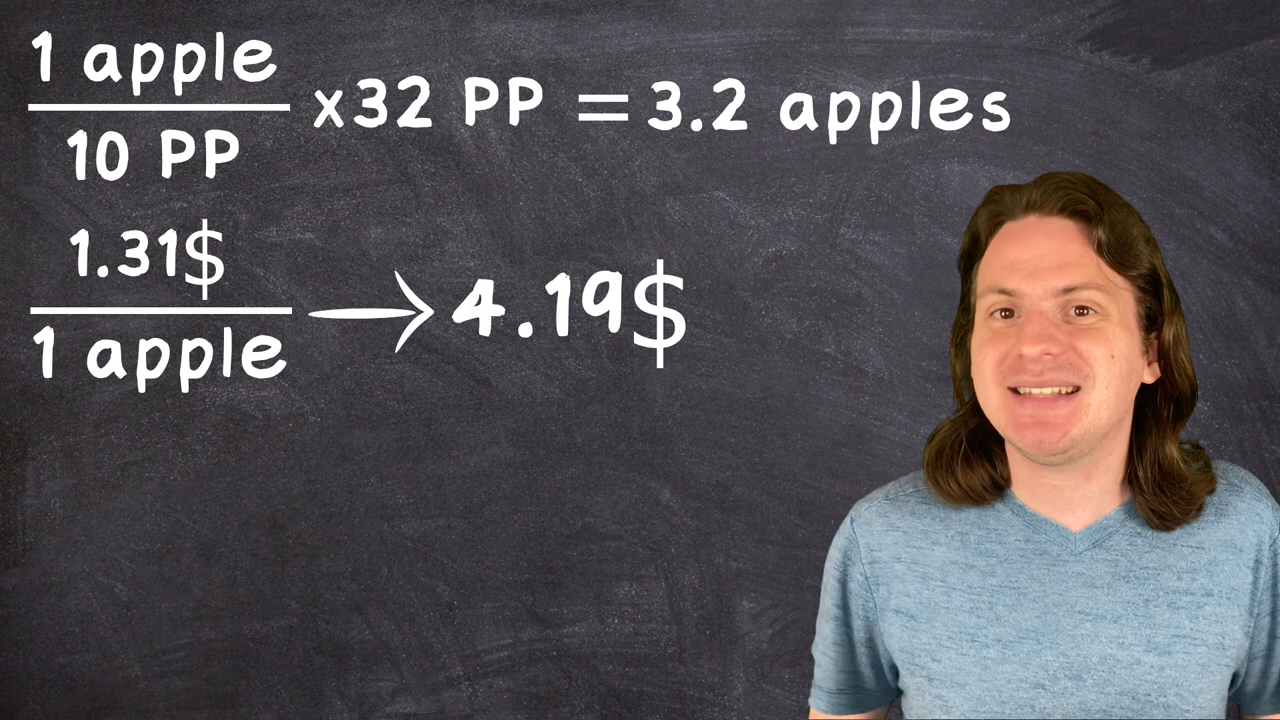 1 apple
10 PP
x32 PP = 3.2 apples
1.31$
1 apple
→ 4.19$